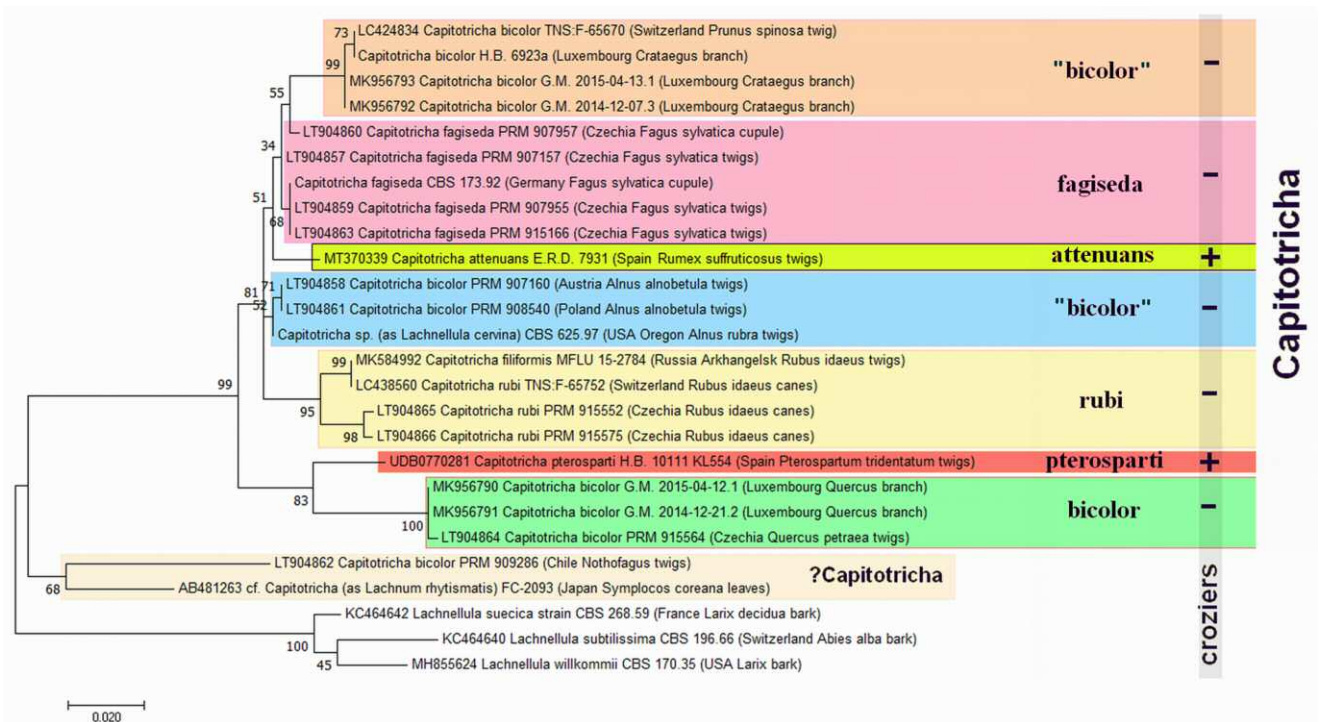 73
LC424834 Capitotricha bicolor TNS:F-65670 (Switzerland Prunus spinosa twig)
Capitotricha bicolor H.B. 6923a (Luxembourg Crataegus branch)
99
MK956793 Capitotricha bicolor G.M. 2015-04-13.1 (Luxembourg Crataegus branch)
MK956792 Capitotricha bicolor G.M. 2014-12-07.3 (Luxembourg Crataegus branch)
"bicolor" -
55
LT904860 Capitotricha fagiseda PRM 907957 (Czechia Fagus sylvatica cupule)
34
LT904857 Capitotricha fagiseda PRM 907157 (Czechia Fagus sylvatica twigs)
Capitotricha fagiseda CBS 173.92 (Germany Fagus sylvatica cupule)
51
LT904859 Capitotricha fagiseda PRM 907955 (Czechia Fagus sylvatica twigs)
68
LT904863 Capitotricha fagiseda PRM 915166 (Czechia Fagus sylvatica twigs)
fagiseda -
MT370339 Capitotricha attenuans E.R.D. 7931 (Spain Rumex suffruticosus twigs)
attenuans +
71
LT904858 Capitotricha bicolor PRM 907160 (Austria Alnus alnobetula twigs)
81
52
LT904861 Capitotricha bicolor PRM 908540 (Poland Alnus alnobetula twigs)
Capitotricha sp. (as Lachnellula cervina) CBS 625.97 (USA Oregon Alnus rubra twigs)
"bicolor" -
99
MK584992 Capitotricha filiformis MFLU 15-2784 (Russia Arkhangelsk Rubus idaeus twigs)
99
LC438560 Capitotricha rubi TNS:F-65752 (Switzerland Rubus idaeus canes)
95
LT904865 Capitotricha rubi PRM 915552 (Czechia Rubus idaeus canes)
98
LT904866 Capitotricha rubi PRM 915575 (Czechia Rubus idaeus canes)
rubi -
UDB0770281 Capitotricha pterosparti H.B. 10111 KL554 (Spain Pterospartum tridentatum twigs)
pterosparti +
83
MK956790 Capitotricha bicolor G.M. 2015-04-12.1 (Luxembourg Quercus branch)
MK956791 Capitotricha bicolor G.M. 2014-12-21.2 (Luxembourg Quercus branch)
100
LT904864 Capitotricha bicolor PRM 915564 (Czechia Quercus petraea twigs)
bicolor -
Capitotricha
LT904862 Capitotricha bicolor PRM 909286 (Chile Nothofagus twigs)
68
AB481263 cf. Capitotricha (as Lachnum rhytismatis) FC-2093 (Japan Symplocos coreana leaves)
?Capitotricha
croziers
KC464642 Lachnellula suecica strain CBS 268.59 (France Larix decidua bark)
100
KC464640 Lachnellula subtilissima CBS 196.66 (Switzerland Abies alba bark)
45
MH855624 Lachnellula willkommii CBS 170.35 (USA Larix bark)
0.020